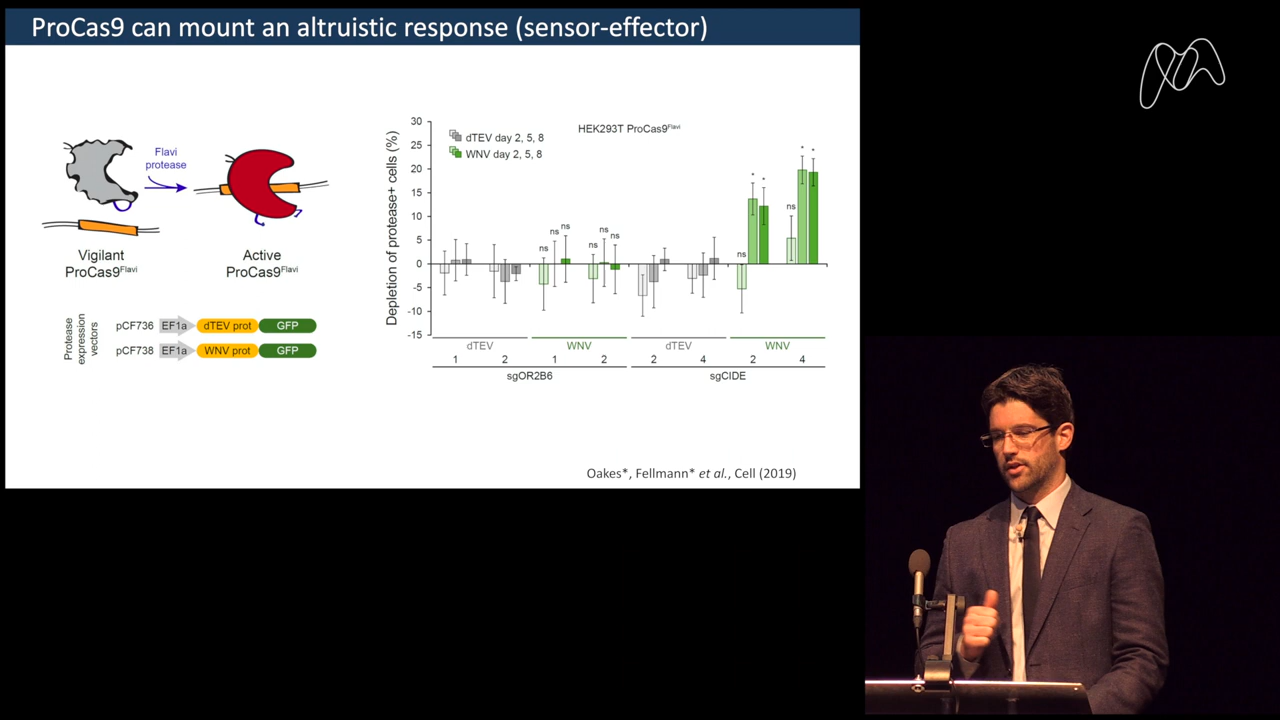 ProCas9 can mount an altruistic response (sensor-effector)
Flavi
protease
Vigilant
ProCas9Flavi
Active
ProCas9Flavi
Protease
expression
vectors
pCF736 EF1a dTEV prot GFP
pCF738 EF1a WNV prot GFP
HEK293T ProCas9Flavi
dTEV day 2, 5, 8
WNV day 2, 5, 8
Depletion of protease+ cells (%)
30
25
20
15
10
5
0
-5
-10
-15
ns ns ns
ns ns ns
ns * *
ns * *
dTEV WNV dTEV WNV
1 2 1 2 2 4 2 4
sgOR2B6 sgCIDE
Oakes*, Fellmann* et al., Cell (2019)